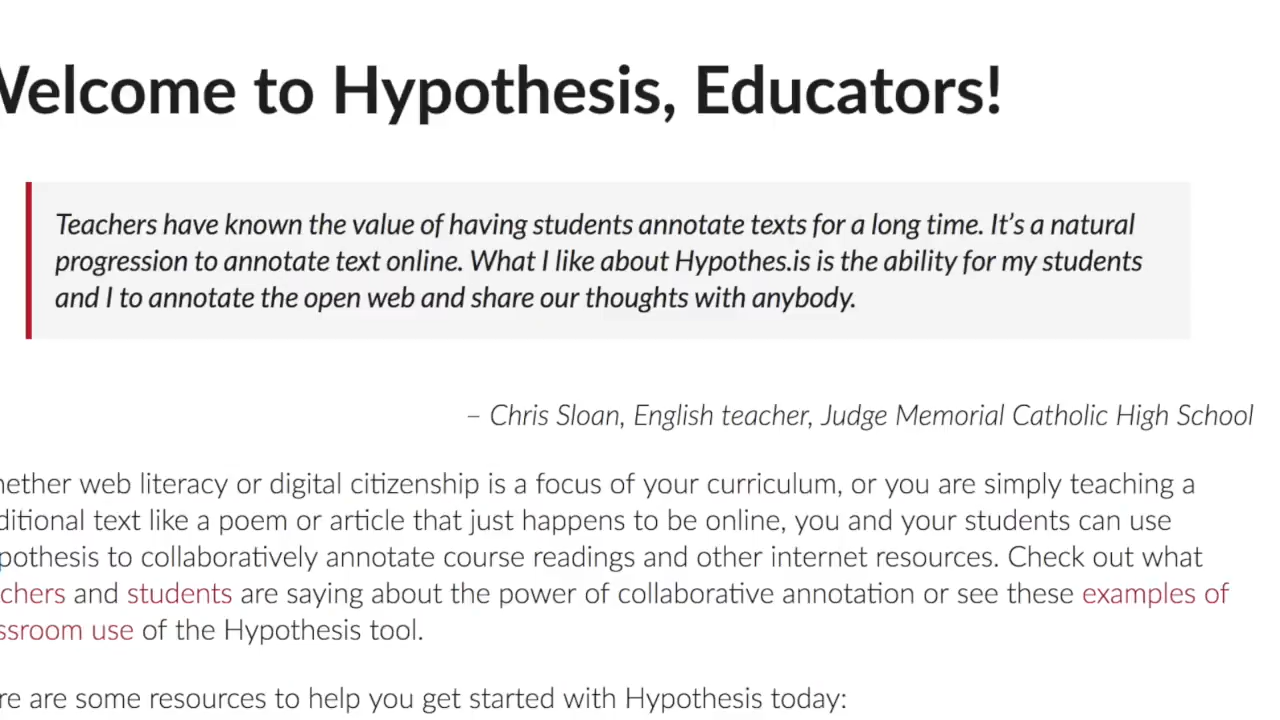 Welcome to Hypothesis, Educators!
Teachers have known the value of having students annotate texts for a long time. It's a natural
progression to annotate text online. What I like about Hypothes.is is the ability for my students
and I to annotate the open web and share our thoughts with anybody.
– Chris Sloan, English teacher, Judge Memorial Catholic High School
hether web literacy or digital citizenship is a focus of your curriculum, or you are simply teaching a
ditional text like a poem or article that just happens to be online, you and your students can use
pothesis to collaboratively annotate course readings and other internet resources. Check out what
chers and students are saying about the power of collaborative annotation or see these examples of
ssroom use of the Hypothesis tool.
re are some resources to help you get started with Hypothesis today: